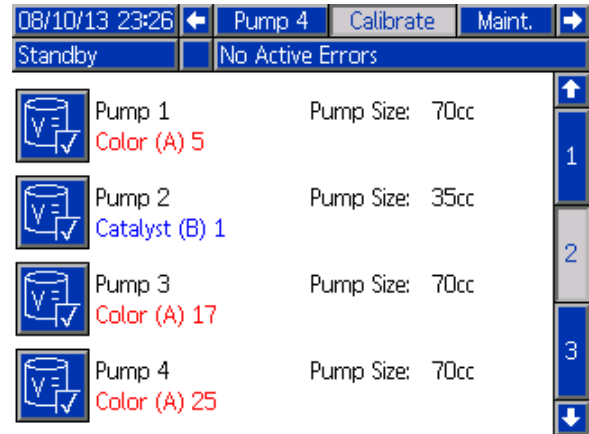 08/10/13 23:26 Pump 4 Calibrate Maint.
Standby No Active Errors
Pump 1 Pump Size: 70cc
Color (A) 5
1
Pump 2 Pump Size: 35cc
Catalyst (B) 1
2
Pump 3 Pump Size: 70cc
Color (A) 17
3
Pump 4 Pump Size: 70cc
Color (A) 25